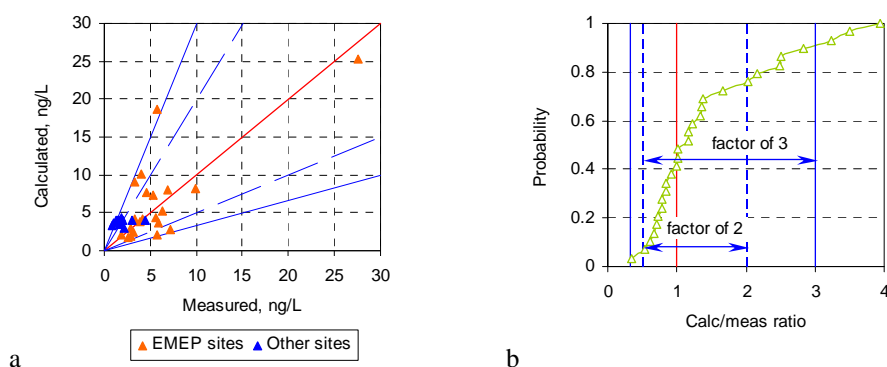 Calculated, ng/L
30
25
20
15
10
5
0
0 5 10 15 20 25 30
Measured, ng/L
EMEP sites Other sites
a
Probability
1
0.8
0.6
0.4
0.2
0
factor of 3
factor of 2
0 1 2 3 4
Calc/meas ratio
b